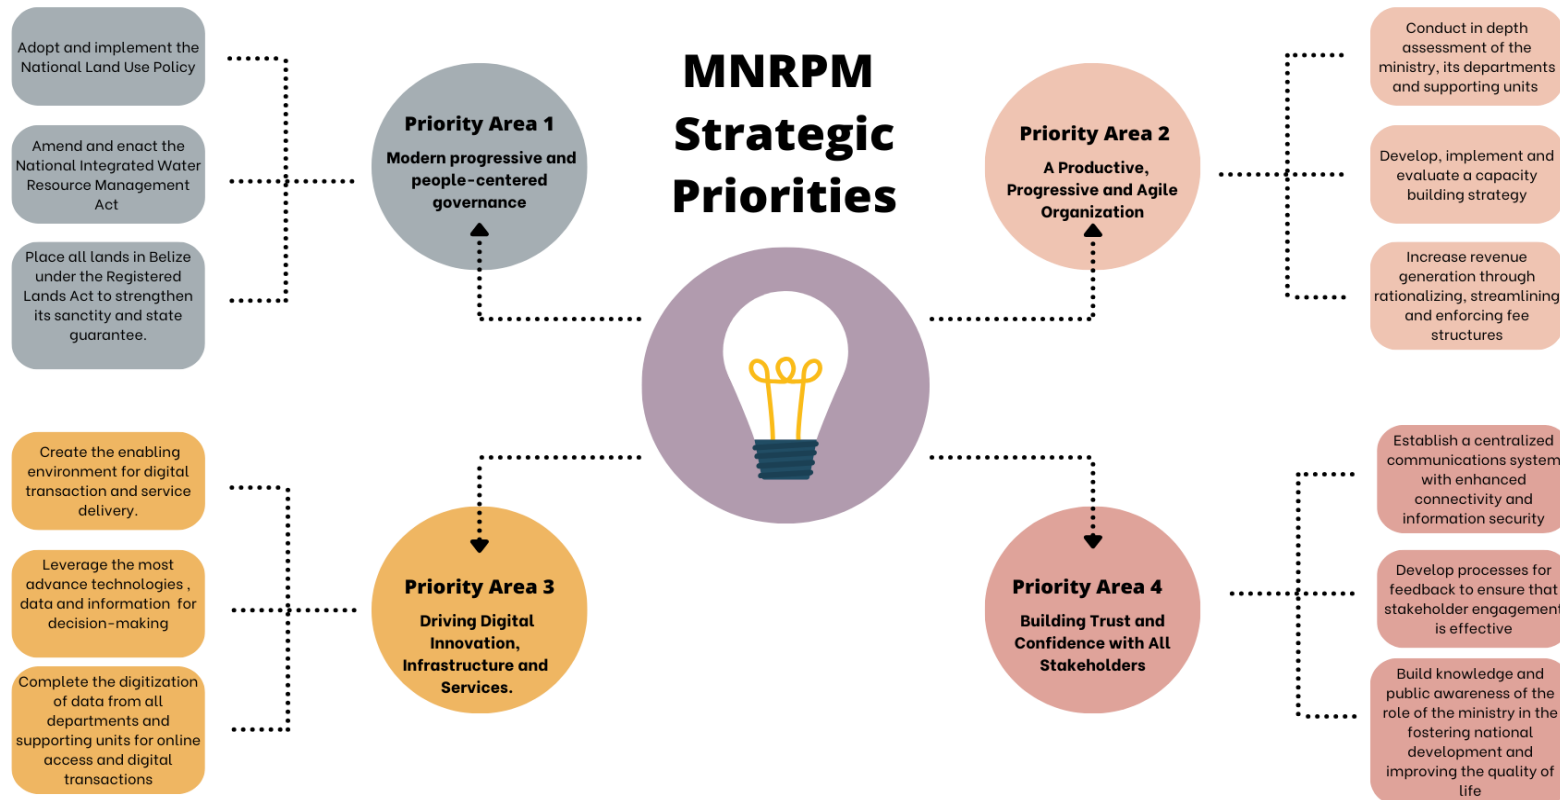 MNRPM
Strategic
Priorities
Priority Area 1
Modern progressive and
people-centered
governance
Adopt and implement the
National Land Use Policy
Amend and enact the
National Integrated Water
Resource Management
Act
Place all lands in Belize
under the Registered
Lands Act to strengthen
its sanctity and state
guarantee.
Priority Area 2
A Productive,
Progressive and Agile
Organization
Conduct in depth
assessment of the
ministry, its departments
and supporting units
Develop, implement and
evaluate a capacity
building strategy
Increase revenue
generation through
rationalizing, streamlining
and enforcing fee
structures
Priority Area 3
Driving Digital
Innovation,
Infrastructure and
Services.
Create the enabling
environment for digital
transaction and service
delivery.
Leverage the most
advance technologies ,
data and information for
decision-making
Complete the digitization
of data from all
departments and
supporting units for online
access and digital
transactions
Priority Area 4
Building Trust and
Confidence with All
Stakeholders
Establish a centralized
communications system
with enhanced
connectivity and
information security
Develop processes for
feedback to ensure that
stakeholder engagement
is effective
Build knowledge and
public awareness of the
role of the ministry in the
fostering national
development and
improving the quality of
life